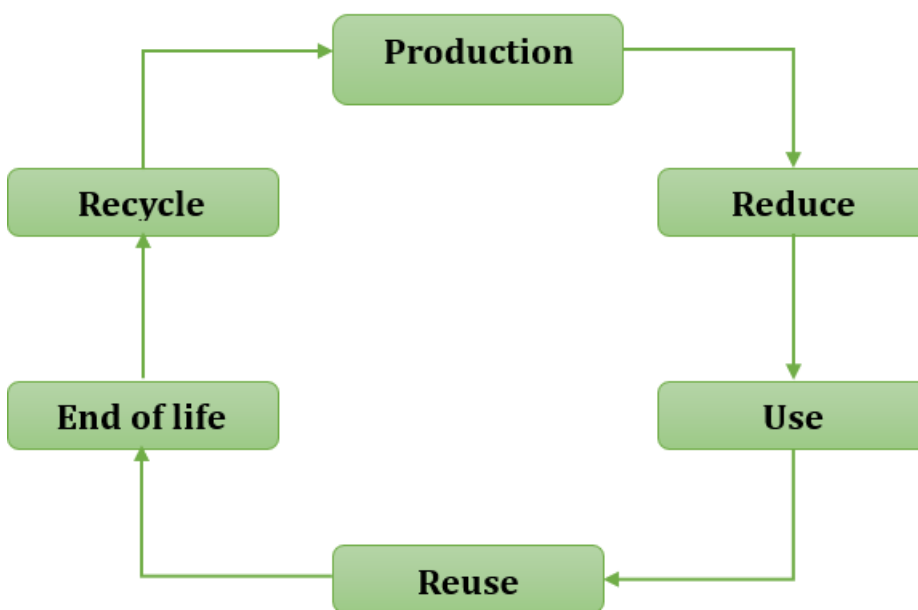 Production
Recycle
Reduce
End of life
Use
Reuse